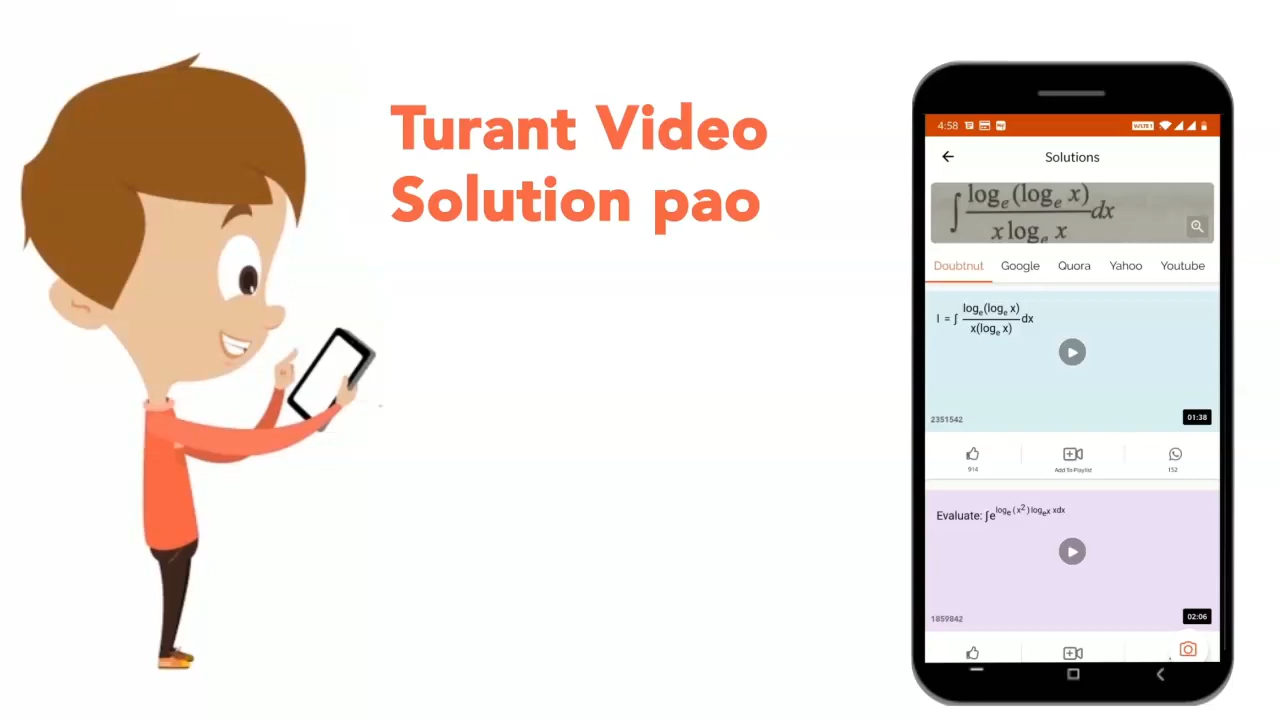 Turant Video
Solution pao
4:58
VoLTE1
Solutions
∫ logₑ(logₑ x) / x logₑ x dx
Doubtnut Google Quora Yahoo Youtube
I = ∫ logₑ(logₑ x) / x(logₑ x) dx
2351542
01:38
914
Add To Playlist
152
Evaluate: ∫e^logₑ(x²)logₑx xdx
1859842
02:06